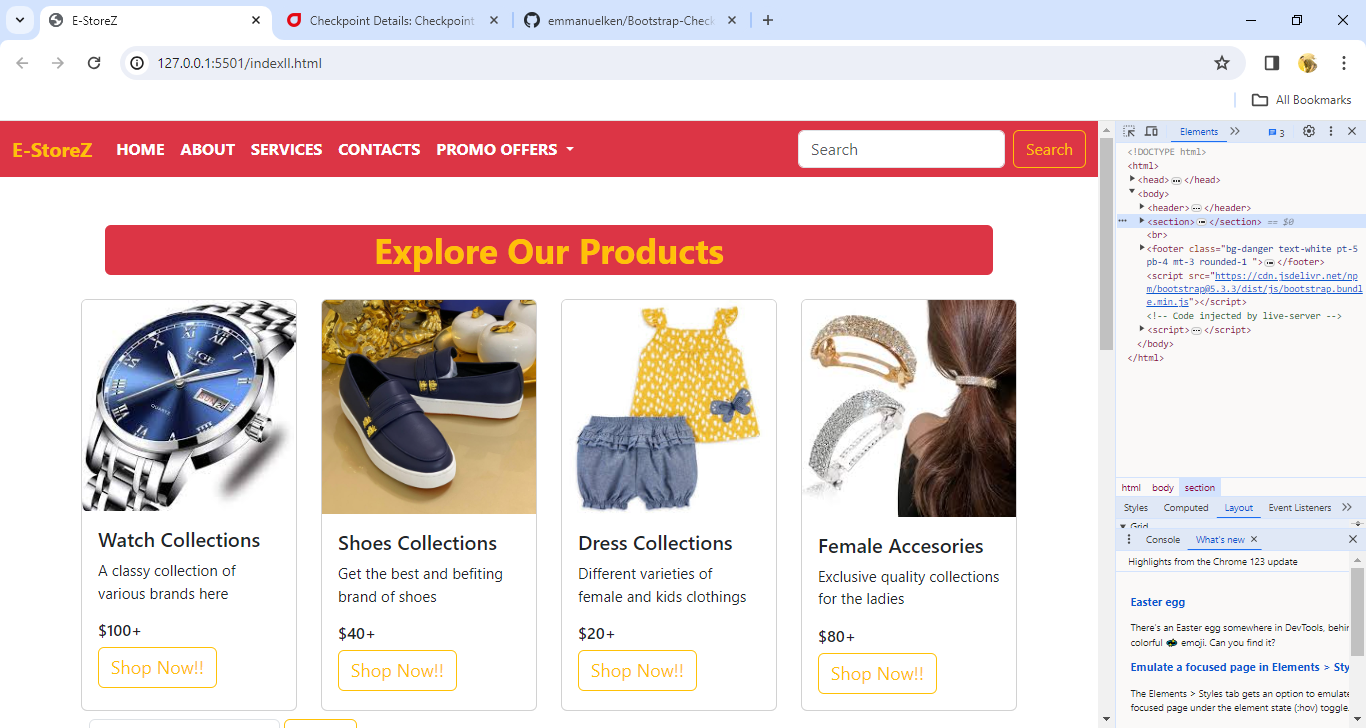 E-StoreZ
Checkpoint Details: Checkpoint
emmanuelken/Bootstrap-Chec
127.0.0.1:5501/indexll.html
All Bookmarks
E-StoreZ HOME ABOUT SERVICES CONTACTS PROMO OFFERS Search Search
Explore Our Products
LIGE
QUARTZ
Watch Collections
A classy collection of
various brands here
$100+
Shop Now!!
Shoes Collections
Get the best and befiting
brand of shoes
$40+
Shop Now!!
Dress Collections
Different varieties of
female and kids clothings
$20+
Shop Now!!
Female Accesories
Exclusive quality collections
for the ladies
$80+
Shop Now!!
Elements 3
<!DOCTYPE html>
<html>
<head> </head>
<body>
<header> </header>
<section> </section> == $0
<br>
<footer class="bg-danger text-white pt-5
pb-4 mt-3 rounded-1 "> </footer>
<script src="https://cdn.jsdelivr.net/np
m/bootstrap@5.3.3/dist/js/bootstrap.bundl
e.min.js"></script>
<!-- Code injected by live-server -->
<script> </script>
</body>
</html>
html body section
Styles Computed Layout Event Listeners
Grid
Console What's new
Highlights from the Chrome 123 update
Easter egg
There's an Easter egg somewhere in DevTools, behin
colorful emoji. Can you find it?
Emulate a focused page in Elements > Sty
The Elements > Styles tab gets an option to emulate
focused page under the element state (:hov) toggle.